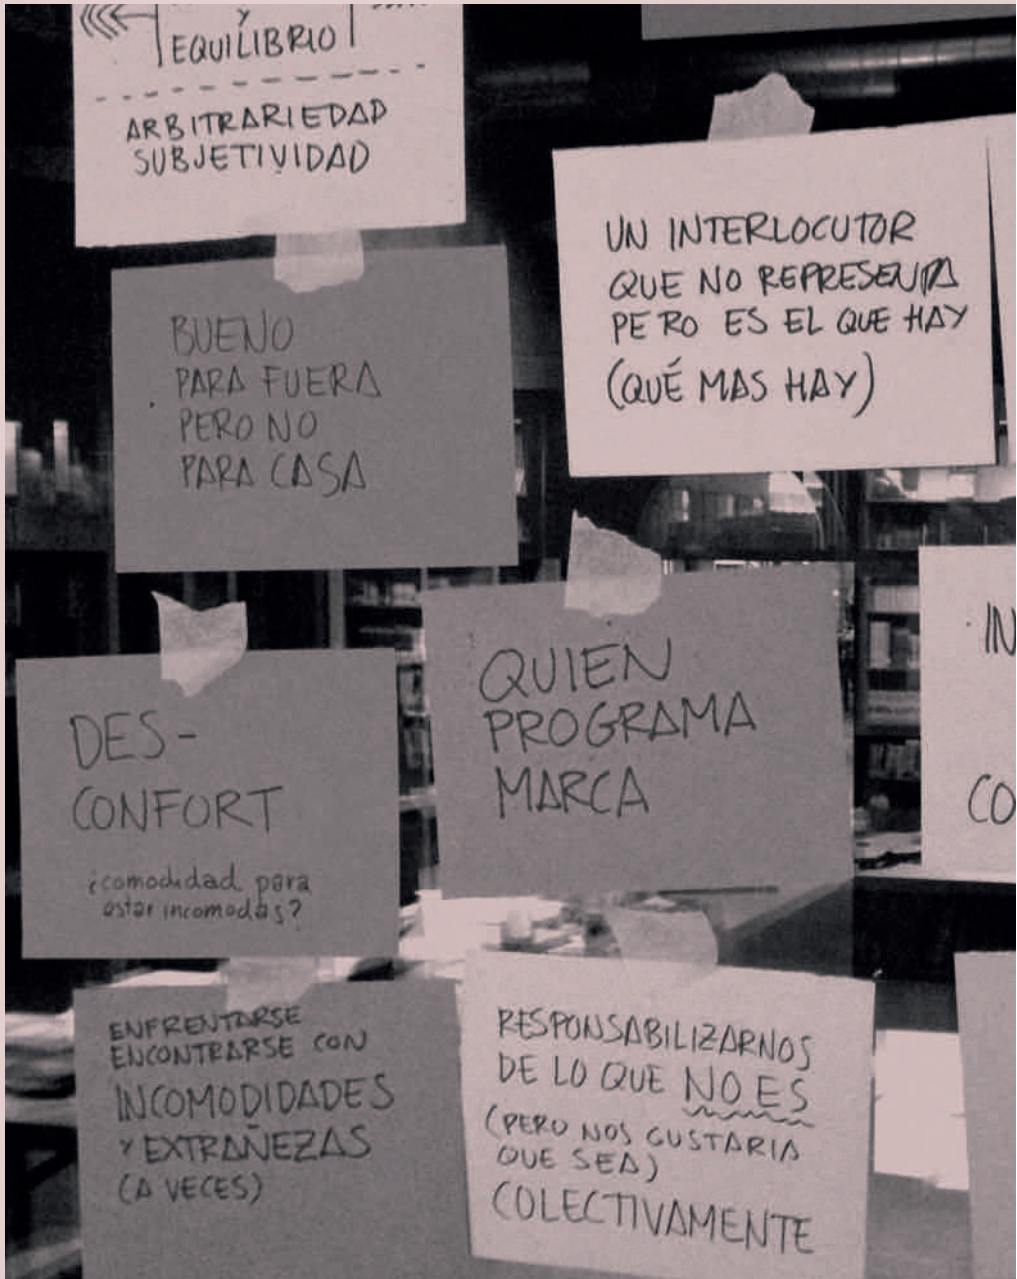 Y
EQUILIBRIO
ARBITRARIEDAD
SUBJETIVIDAD
UN INTERLOCUTOR
QUE NO REPRESENTA
PERO ES EL QUE HAY
(QUÉ MAS HAY)
BUENO
PARA FUERA
PERO NO
PARA CASA
DES-
CONFORT
¿comodidad para
estar incomodas?
QUIEN
PROGRAMA
MARCA
IN
CO
ENFRENTARSE
ENCONTRARSE CON
INCOMODIDADES
Y EXTRAÑEZAS
(A VECES)
RESPONSABILIZARNOS
DE LO QUE NO ES
(PERO NOS GUSTARIA
QUE SEA)
COLECTIVAMENTE